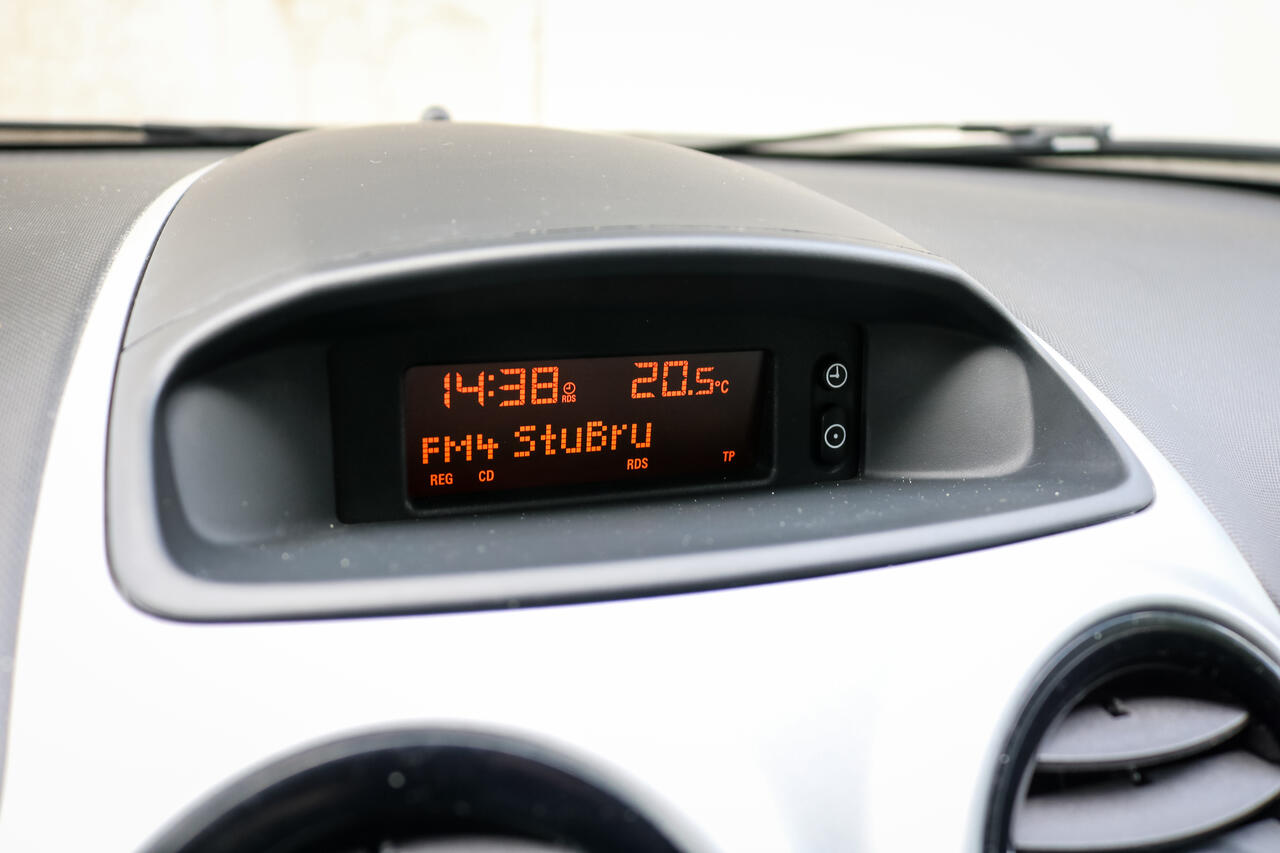 14:38 RDS 20.5°C
FM4 StuBru
REG CD RDS TP